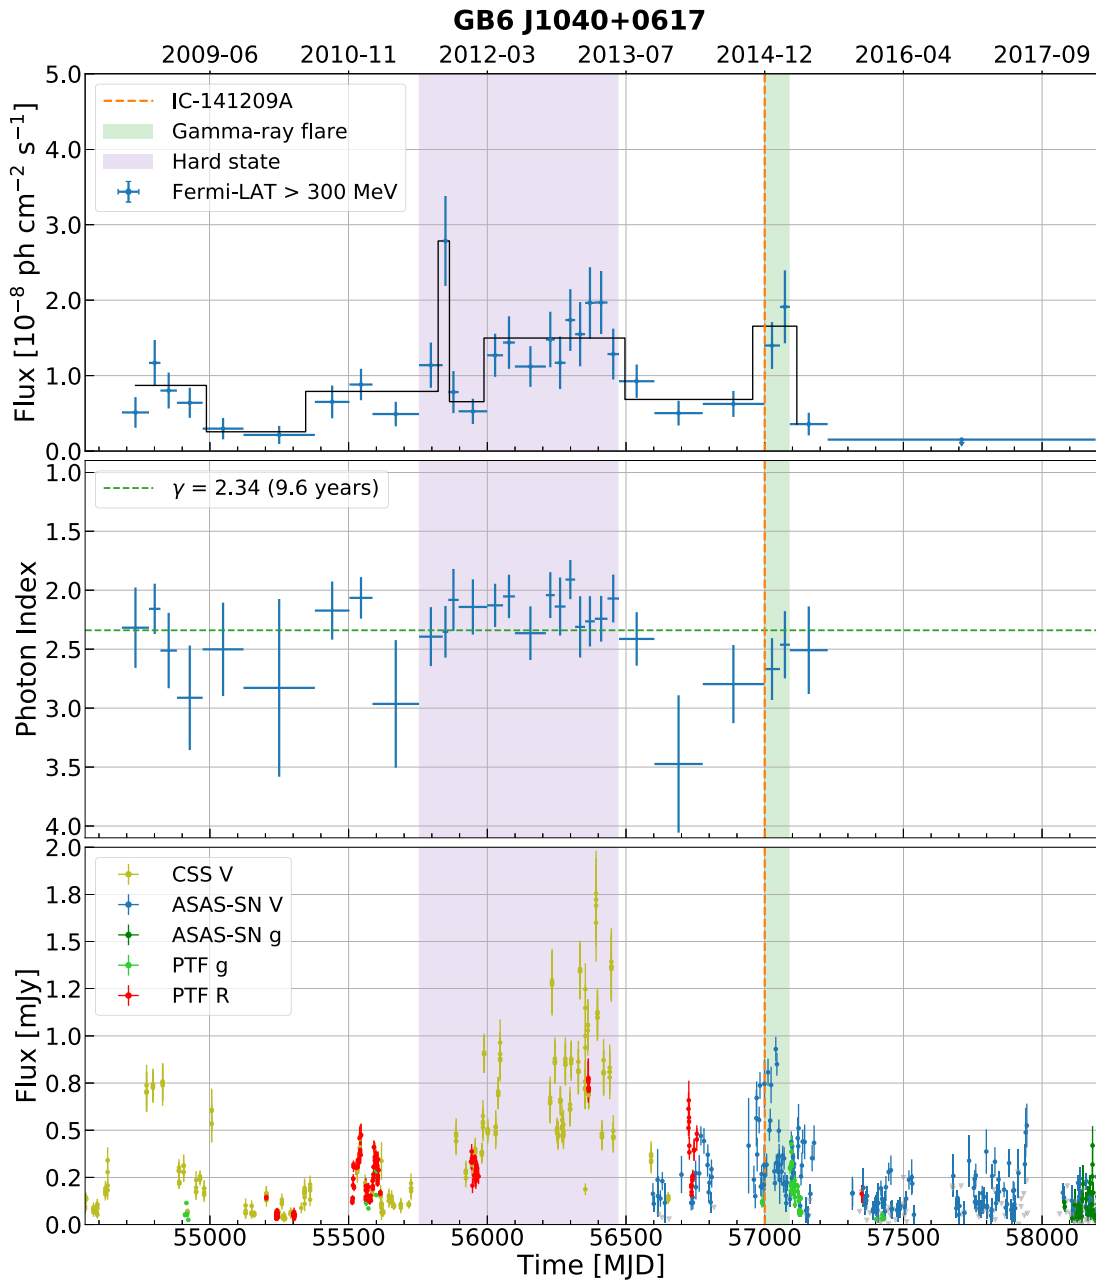 GB6 J1040+0617
2009-06 2010-11 2012-03 2013-07 2014-12 2016-04 2017-09
Flux [10⁻⁸ ph cm⁻² s⁻¹]
5.0
4.0
3.0
2.0
1.0
0.0
IC-141209A
Gamma-ray flare
Hard state
Fermi-LAT > 300 MeV
Photon Index
1.0
1.5
2.0
2.5
3.0
3.5
4.0
γ = 2.34 (9.6 years)
Flux [mJy]
2.0
1.8
1.5
1.2
1.0
0.8
0.5
0.2
0.0
CSS V
ASAS-SN V
ASAS-SN g
PTF g
PTF R
55000 55500 56000 56500 57000 57500 58000
Time [MJD]